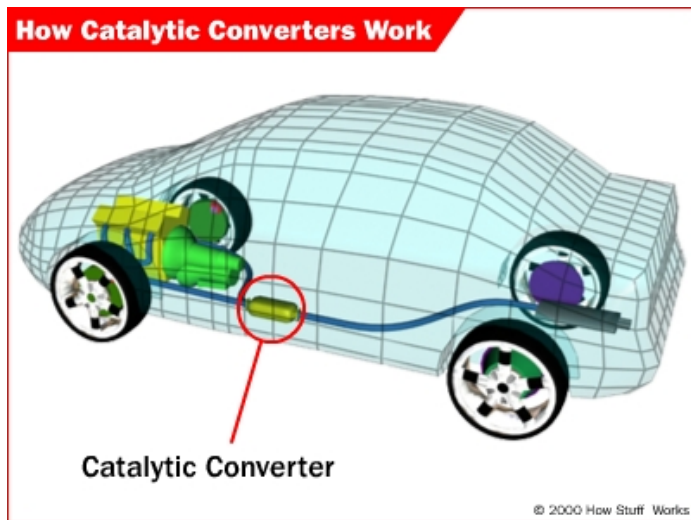 How Catalytic Converters Work
Catalytic Converter
© 2000 How Stuff Works